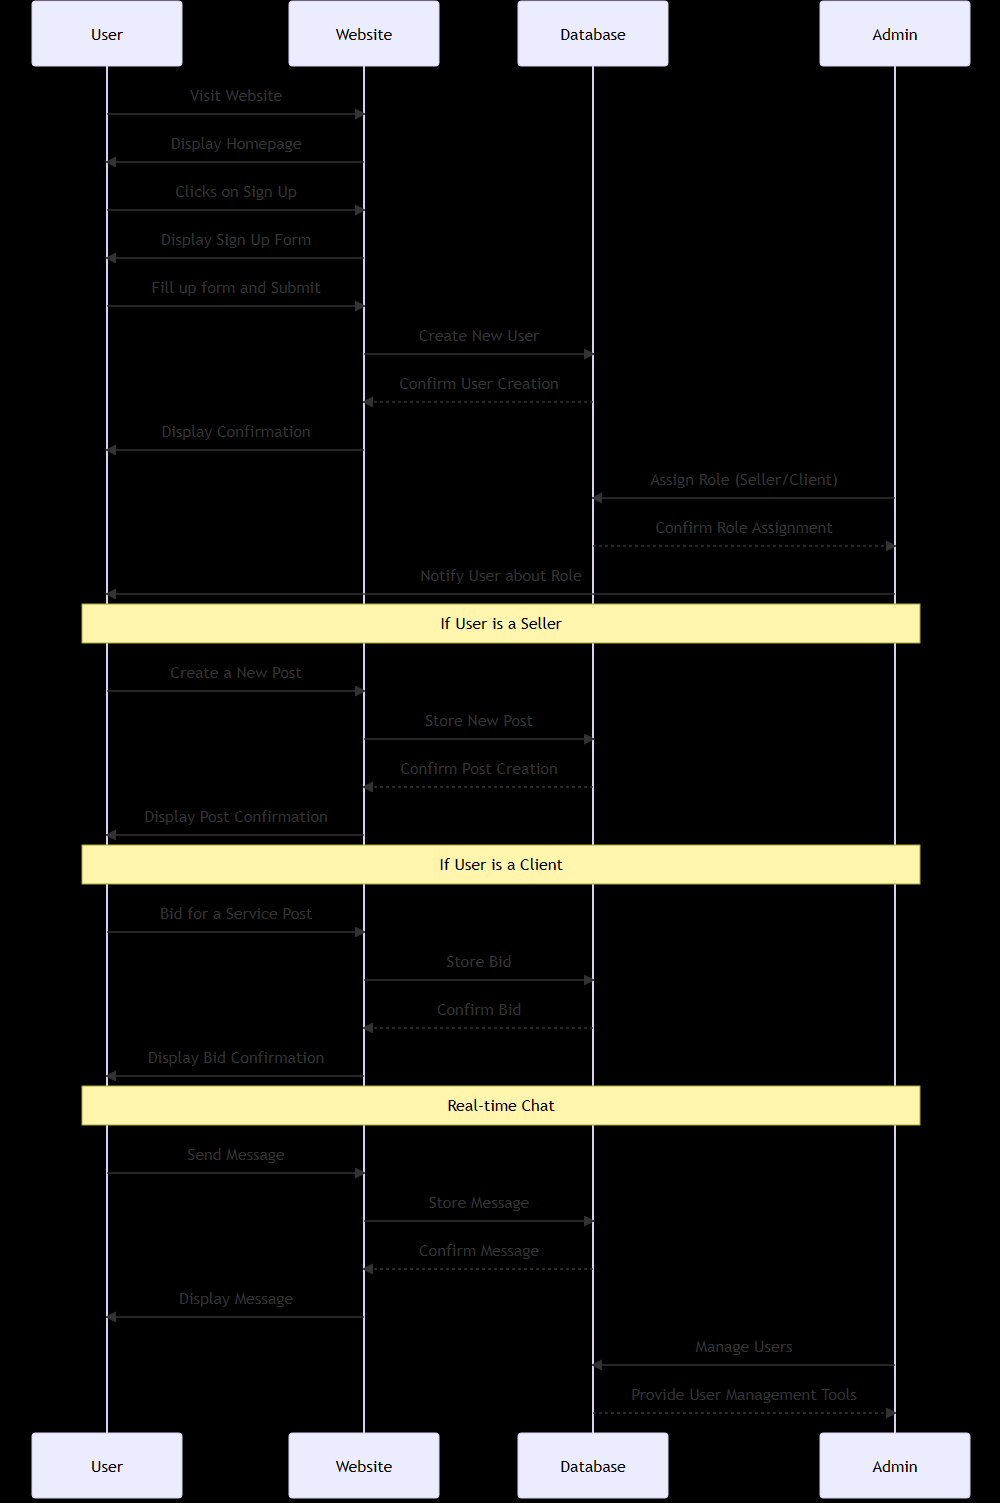 User
Website
Database
Admin
Visit Website
Display Homepage
Clicks on Sign Up
Display Sign Up Form
Fill up form and Submit
Create New User
Confirm User Creation
Display Confirmation
Assign Role (Seller/Client)
Confirm Role Assignment
Notify User about Role
If User is a Seller
Create a New Post
Store New Post
Confirm Post Creation
Display Post Confirmation
If User is a Client
Bid for a Service Post
Store Bid
Confirm Bid
Display Bid Confirmation
Real-time Chat
Send Message
Store Message
Confirm Message
Display Message
Manage Users
Provide User Management Tools
User
Website
Database
Admin